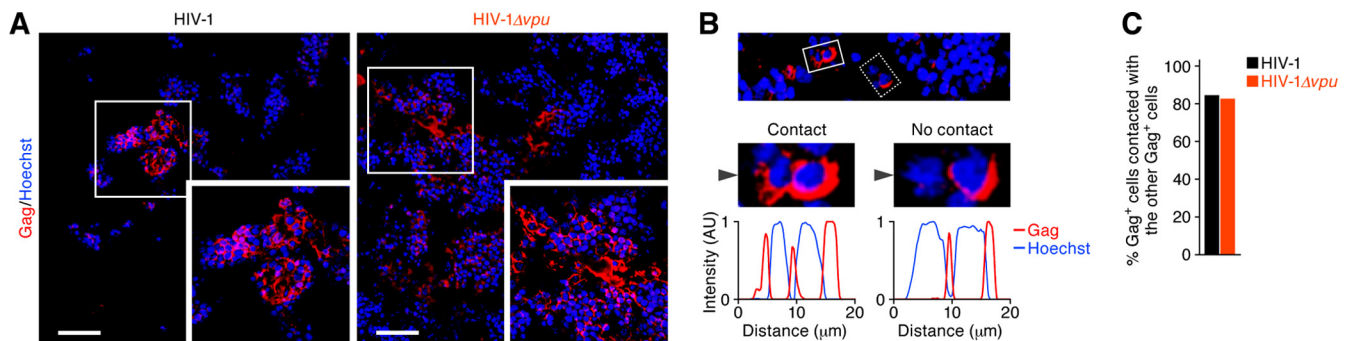 A
HIV-1
HIV-1Δvpu
Gag/Hoechst
B
Contact
No contact
Intensity (AU)
1
0
0
10
20
Distance (μm)
1
0
0
10
20
Distance (μm)
Gag
Hoechst
C
% Gag⁺ cells contacted with
the other Gag⁺ cells
100
80
60
40
20
0
HIV-1
HIV-1Δvpu